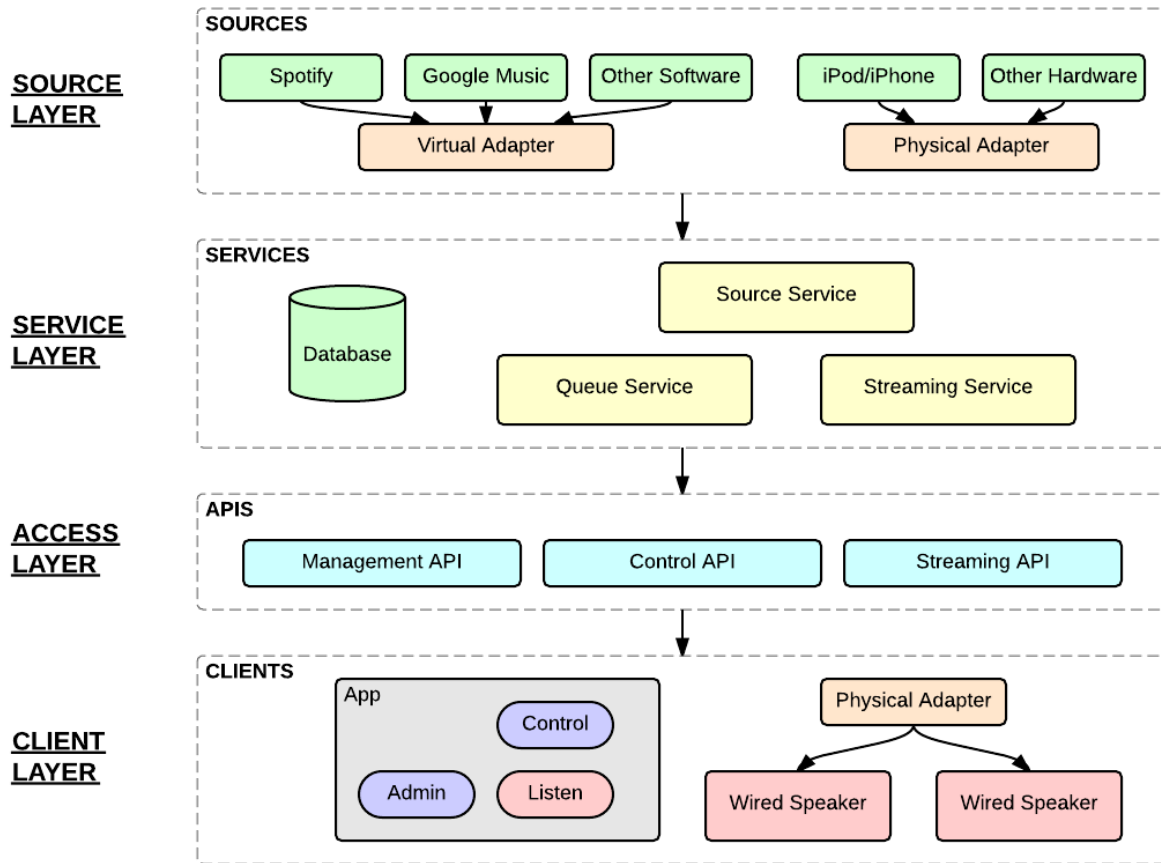 SOURCES
SOURCE
LAYER
Spotify
Google Music
Other Software
iPod/iPhone
Other Hardware
Virtual Adapter
Physical Adapter
SERVICES
SERVICE
LAYER
Source Service
Database
Queue Service
Streaming Service
APIS
ACCESS
LAYER
Management API
Control API
Streaming API
CLIENTS
CLIENT
LAYER
App
Control
Admin
Listen
Physical Adapter
Wired Speaker
Wired Speaker